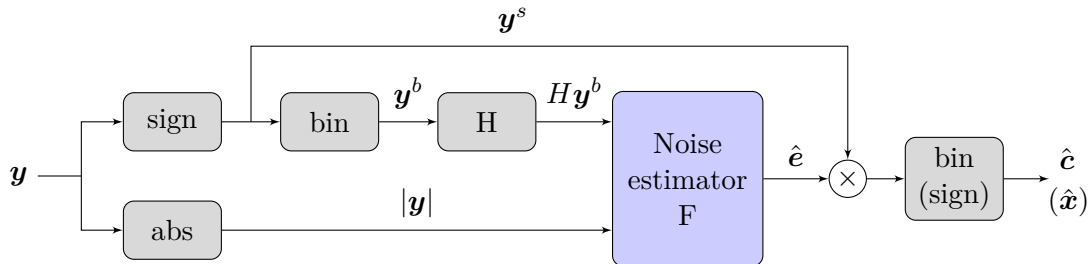 y^s
y^b
Hy^b
sign
bin
H
Noise
estimator
F
ê
×
bin
(sign)
ĉ
(x̂)
y
|y|
abs